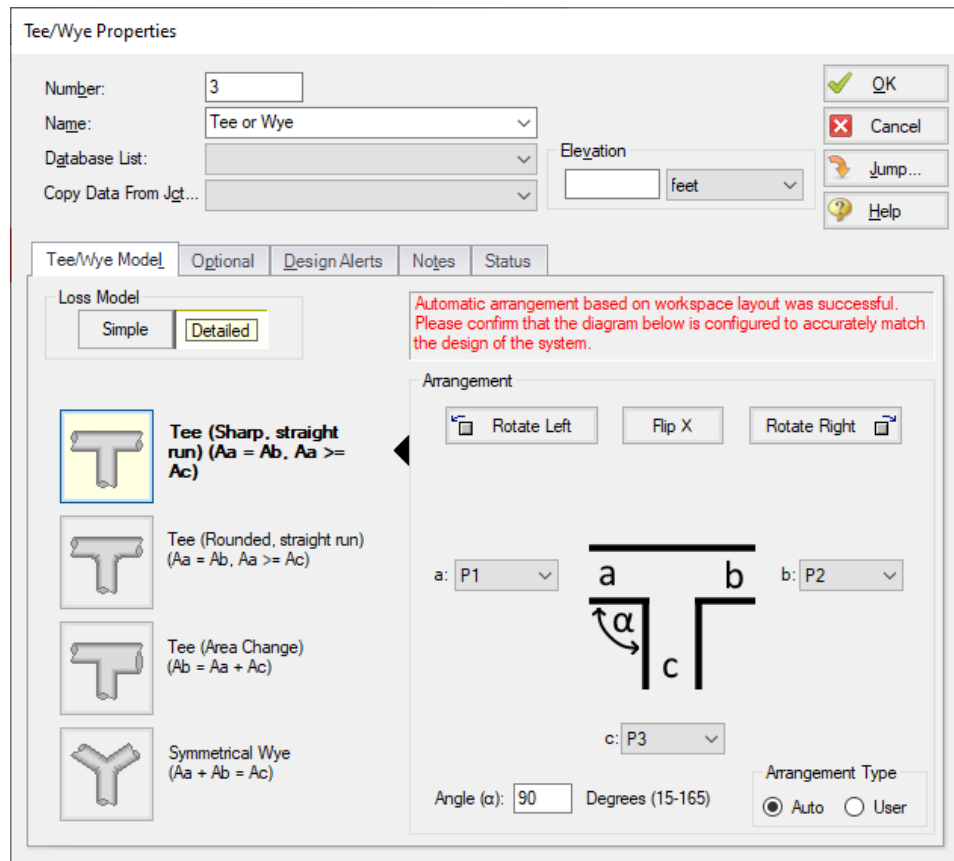 Tee/Wye Properties
Number:
3
OK
Name:
Tee or Wye
Cancel
Database List:
Elevation
feet
Jump...
Copy Data From Jct...
Help
Tee/Wye Model
Optional
Design Alerts
Notes
Status
Loss Model
Simple
Detailed
Automatic arrangement based on workspace layout was successful.
Please confirm that the diagram below is configured to accurately match
the design of the system.
Arrangement
Rotate Left
Flip X
Rotate Right
Tee (Sharp, straight
run) (Aa = Ab, Aa >=
Ac)
Tee (Rounded, straight run)
(Aa = Ab, Aa >= Ac)
Tee (Area Change)
(Ab = Aa + Ac)
Symmetrical Wye
(Aa + Ab = Ac)
a:
P1
a
b
b:
P2
α
c
c:
P3
Angle (α):
90
Degrees (15-165)
Arrangement Type
Auto
User